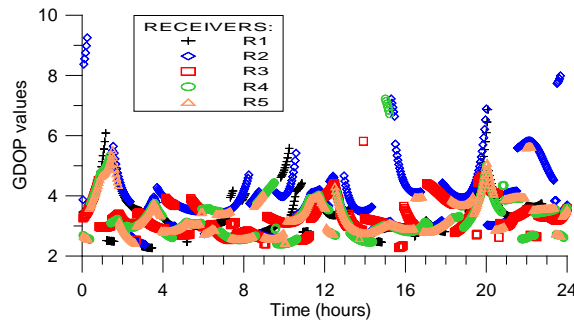 10
8
6
4
2
GDOP values
RECEIVERS:
R1
R2
R3
R4
R5
0 4 8 12 16 20 24
Time (hours)